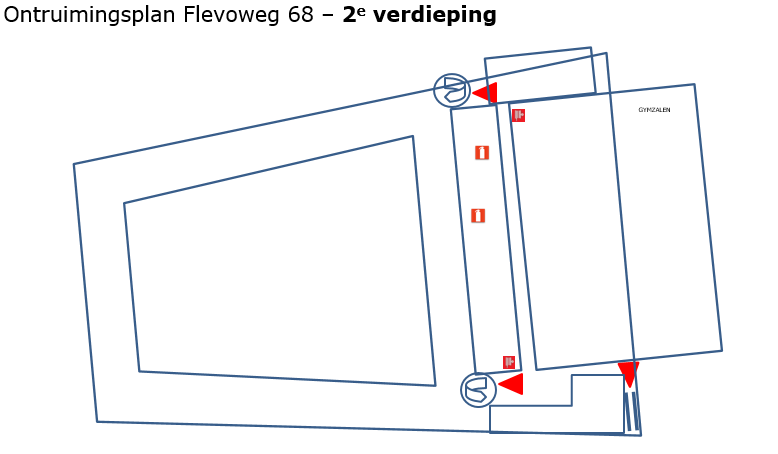 Ontruimingsplan Flevoweg 68 – 2ᵉ verdieping
GYMZALEN